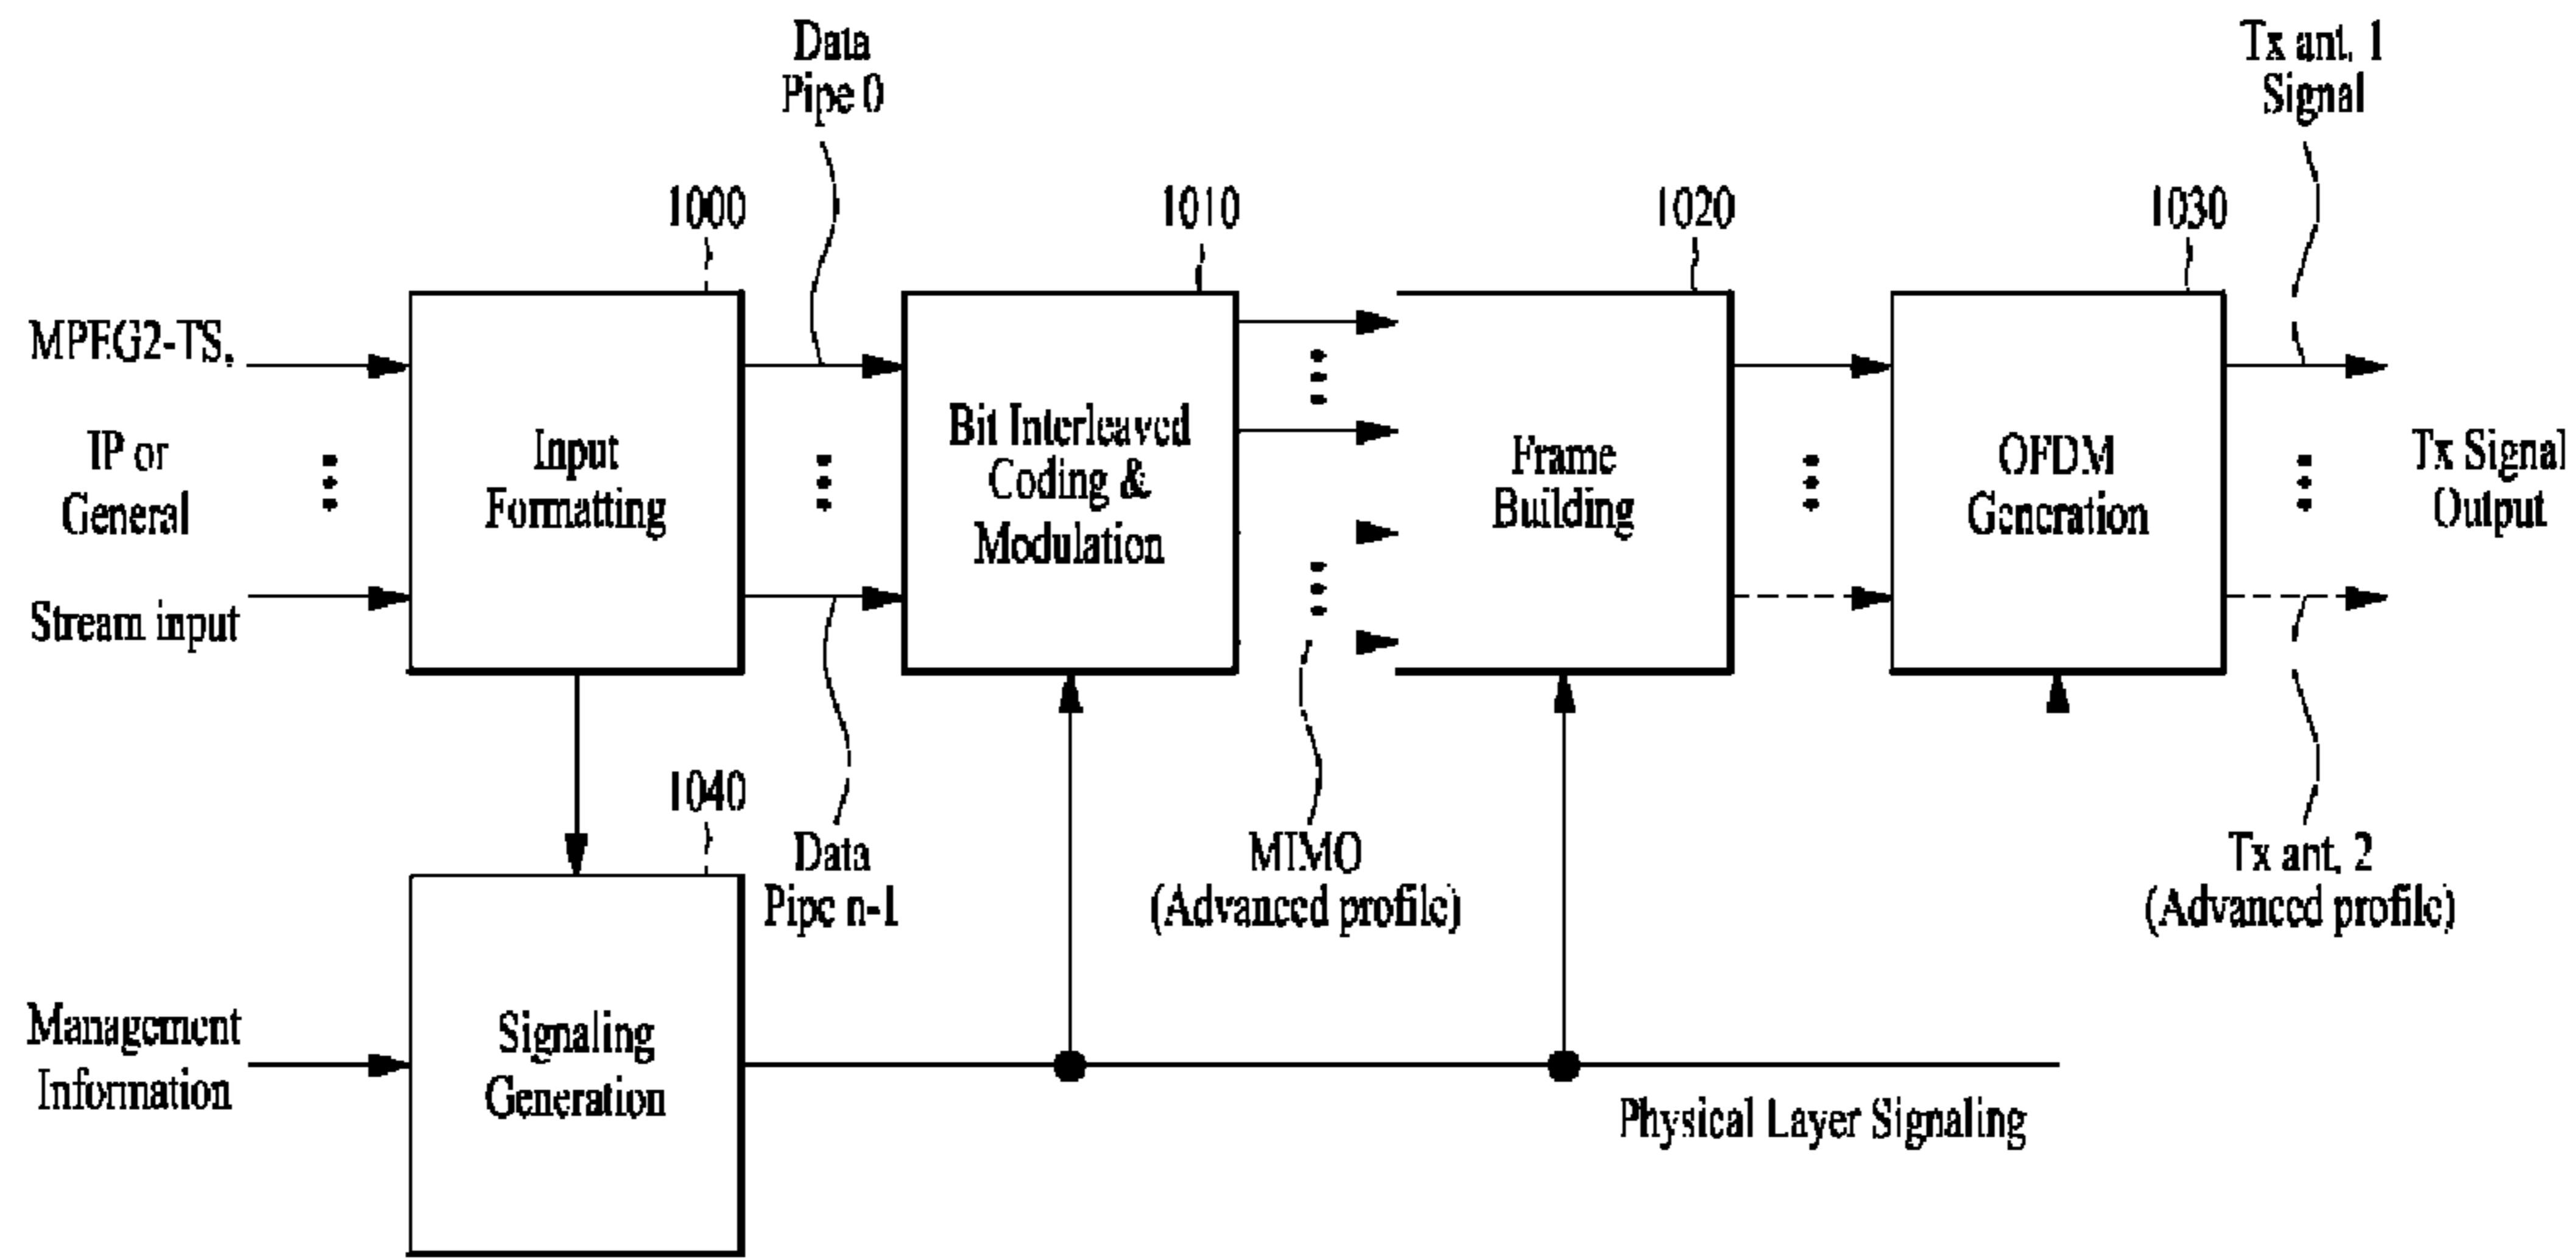 Data
Pipe 0
Tx ant. 1
Signal
1000
1010
1020
1030
MPEG2-TS,
IP or
General
Stream input
Input
Formatting
Bit Interleaved
Coding &
Modulation
Frame
Building
OFDM
Generation
Tx Signal
Output
1040
Data
Pipe n-1
MIMO
(Advanced profile)
Tx ant. 2
(Advanced profile)
Management
Information
Signaling
Generation
Physical Layer Signaling